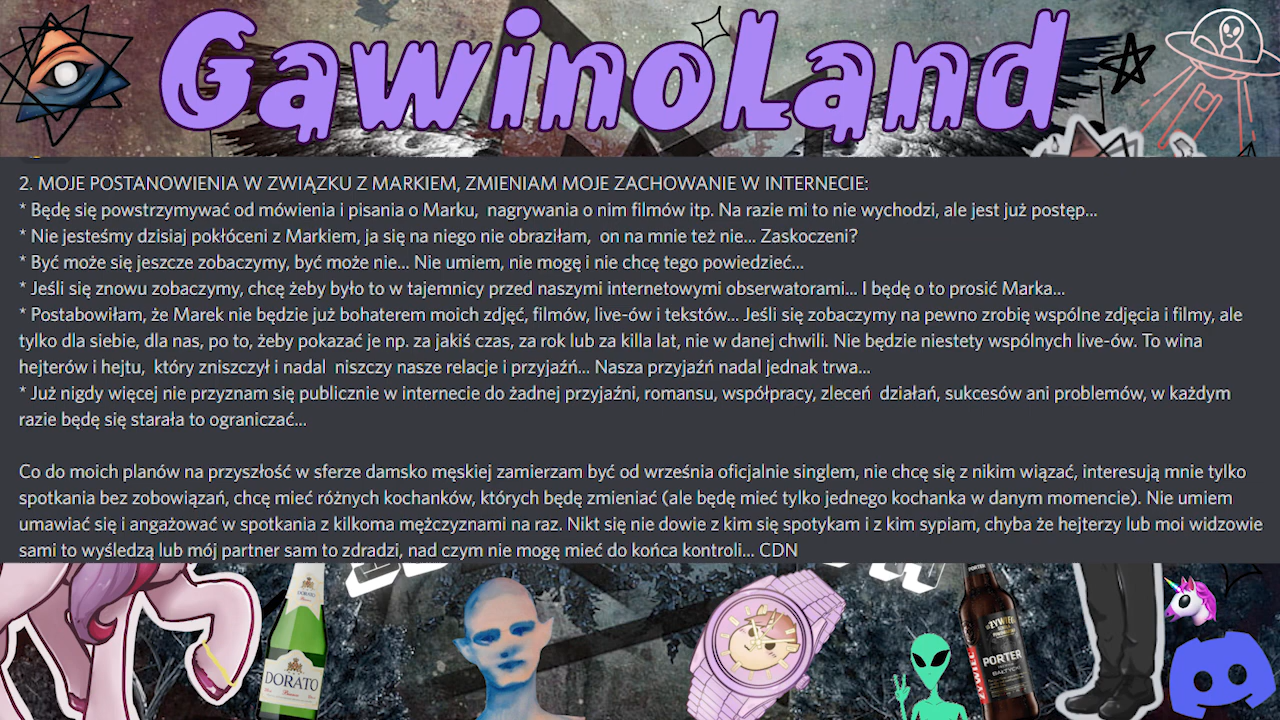 GawinoLand
2. MOJE POSTANOWIENIA W ZWIĄZKU Z MARKIEM, ZMIENIAM MOJE ZACHOWANIE W INTERNECIE:
* Będę się powstrzymywać od mówienia i pisania o Marku, nagrywania o nim filmów itp. Na razie mi to nie wychodzi, ale jest już postęp...
* Nie jesteśmy dzisiaj pokłóceni z Markiem, ja się na niego nie obraziłam, on na mnie też nie... Zaskoczeni?
* Być może się jeszcze zobaczymy, być może nie... Nie umiem, nie mogę i nie chcę tego powiedzieć...
* Jeśli się znowu zobaczymy, chcę żeby było to w tajemnicy przed naszymi internetowymi obserwatorami... I będę o to prosić Marka...
* Postabowiłam, że Marek nie będzie już bohaterem moich zdjęć, filmów, live-ów i tekstów... Jeśli się zobaczymy na pewno zrobię wspólne zdjęcia i filmy, ale
tylko dla siebie, dla nas, po to, żeby pokazać je np. za jakiś czas, za rok lub za killa lat, nie w danej chwili. Nie będzie niestety wspólnych live-ów. To wina
hejterów i hejtu, który zniszczył i nadal niszczy nasze relacje i przyjaźń... Nasza przyjaźń nadal jednak trwa...
* Już nigdy więcej nie przyznam się publicznie w internecie do żadnej przyjaźni, romansu, współpracy, zleceń działań, sukcesów ani problemów, w każdym
razie będę się starała to ograniczać...
Co do moich planów na przyszłość w sferze damsko męskiej zamierzam być od września oficjalnie singlem, nie chcę się z nikim wiązać, interesują mnie tylko
spotkania bez zobowiązań, chcę mieć różnych kochanków, których będę zmieniać (ale będę mieć tylko jednego kochanka w danym momencie). Nie umiem
umawiać się i angażować w spotkania z kilkoma mężczyznami na raz. Nikt się nie dowie z kim się spotykam i z kim sypiam, chyba że hejterzy lub moi widzowie
sami to wyśledzą lub mój partner sam to zdradzi, nad czym nie mogę mieć do końca kontroli... CDN
DORATO
DORATO
PORTER
ŻYWIEC
PORTER
ŻYWIEC